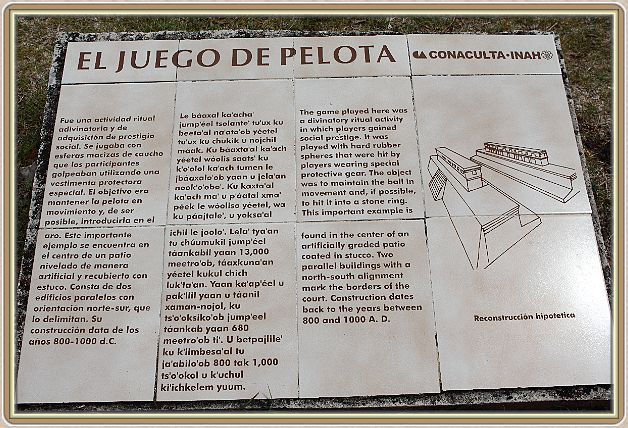 EL JUEGO DE PELOTA
CONACULTA·INAH
Fue una actividad ritual
adivinatoria y de
adquisición de prestigio
social. Se jugaba con
esferas macizas de caucho
que los participantes
golpeaban utilizando una
vestimenta protectora
especial. El objetivo era
mantener la pelota en
movimiento y, de ser
posible, introducirla en el
aro. Este importante
ejemplo se encuentra en
el centro de un patio
nivelado de manera
artificial y recubierto con
estuco. Consta de dos
edificios paralelos con
orientación norte-sur, que
lo delimitan. Su
construcción data de los
años 800-1000 d.C.
Le báaxal ka'acha
jump'éel tsolante' tu'ux ku
beeta'al na'ata'ob yéetel
tu'ux ku chukik u nojchil
máak. Ku báaxta'al ka'ach
yéetel wóolis saats' ku
k'o'olol ka'ach tumen le
jbáaxalo'ob yaan u jela'an
nook'o'obo'. Ku kaxta'al
ka'ach ma' u p'áatal xma'
péek le wóoliso yéetel, wa
ku páajtale', u yoksa'al
ichil le joolo'. Lela' tya'an
tu chúumukil jump'éel
táankabil yaan 13,000
metro'ob, táaxkuna'an
yéetel kukul chich
luk'ta'an. Yaan ka'ap'éel u
pak'lil yaan u táanil
xaman-nojol, ku
ts'o'oksiko'ob jump'éel
táankab yaan 680
meetro'ob ti'. U betpajlile'
ku k'iimbesa'al tu
ja'abilo'ob 800 tak 1,000
ts'o'okol u k'uchul
ki'ichkelem yuum.
The game played here was
a divinatory ritual activity
in which players gained
social prestige. It was
played with hard rubber
spheres that were hit by
players wearing special
protective gear. The object
was to maintain the ball in
movement and, if possible,
to hit it into a stone ring.
This important example is
found in the center of an
artificially graded patio
coated in stucco. Two
parallel buildings with a
north-south alignment
mark the borders of the
court. Construction dates
back to the years between
800 and 1000 A. D.
Reconstrucción hipotetica